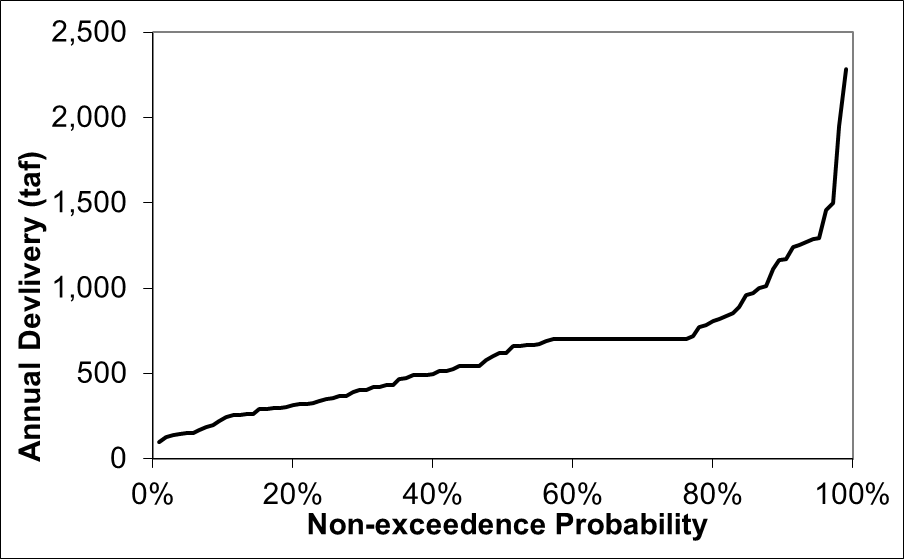 2,500
2,000
1,500
1,000
500
0
Annual Devlivery (taf)
0% 20% 40% 60% 80% 100%
Non-exceedence Probability